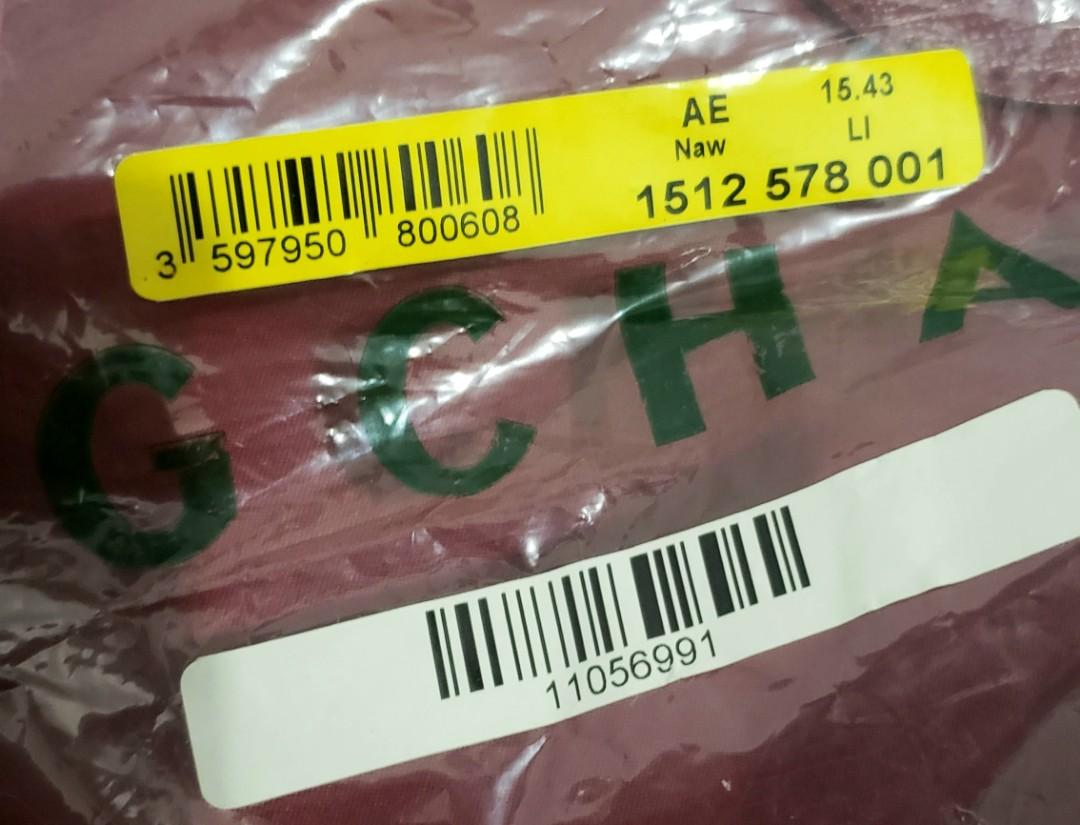 AE 15.43
Naw LI
1512 578 001
3 597950 800608
G CHA
11056991